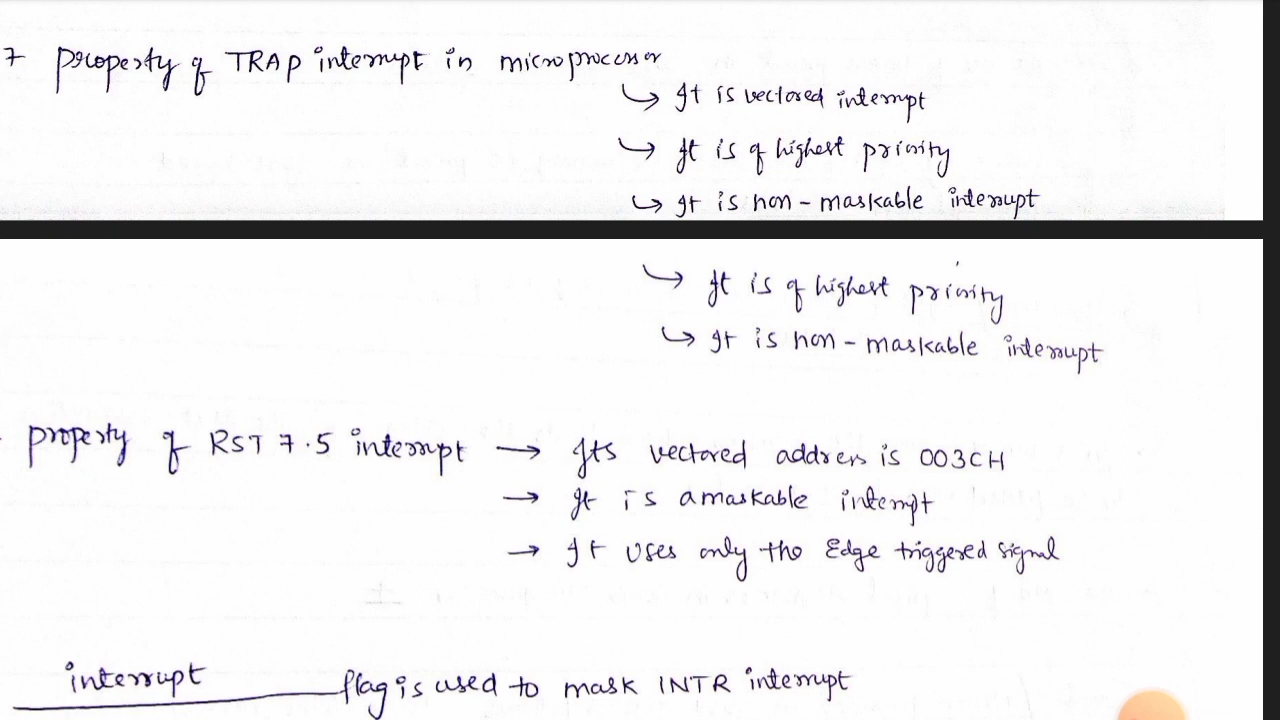 7 property of TRAP interrupt in microprocessor
↳ It is vectored interrupt
↳ It is of highest priority
↳ It is non-maskable interrupt
↳ It is of highest priority
↳ It is non-maskable interrupt
property of RST 7.5 interrupt → Its vectored address is 003CH
→ It is a maskable interrupt
→ It uses only the Edge triggered signal
interrupt flag is used to mask INTR interrupt